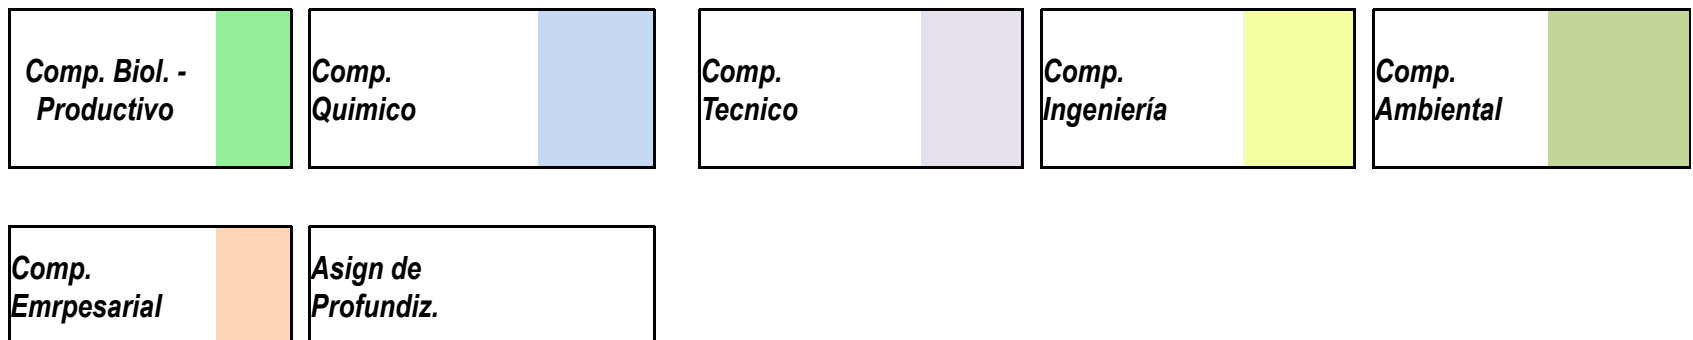 Comp. Biol. -
Productivo
Comp.
Quimico
Comp.
Tecnico
Comp.
Ingeniería
Comp.
Ambiental
Comp.
Emrpesarial
Asign de
Profundiz.